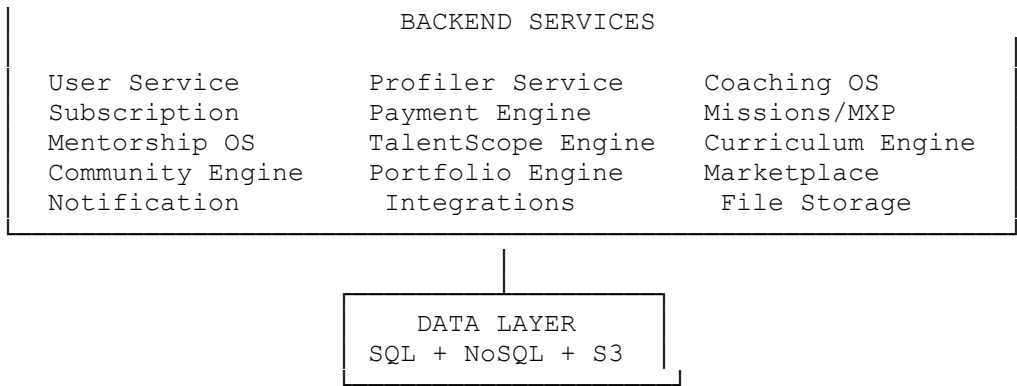 BACKEND SERVICES
User Service Profiler Service Coaching OS
Subscription Payment Engine Missions/MXP
Mentorship OS TalentScope Engine Curriculum Engine
Community Engine Portfolio Engine Marketplace
Notification Integrations File Storage
DATA LAYER
SQL + NoSQL + S3